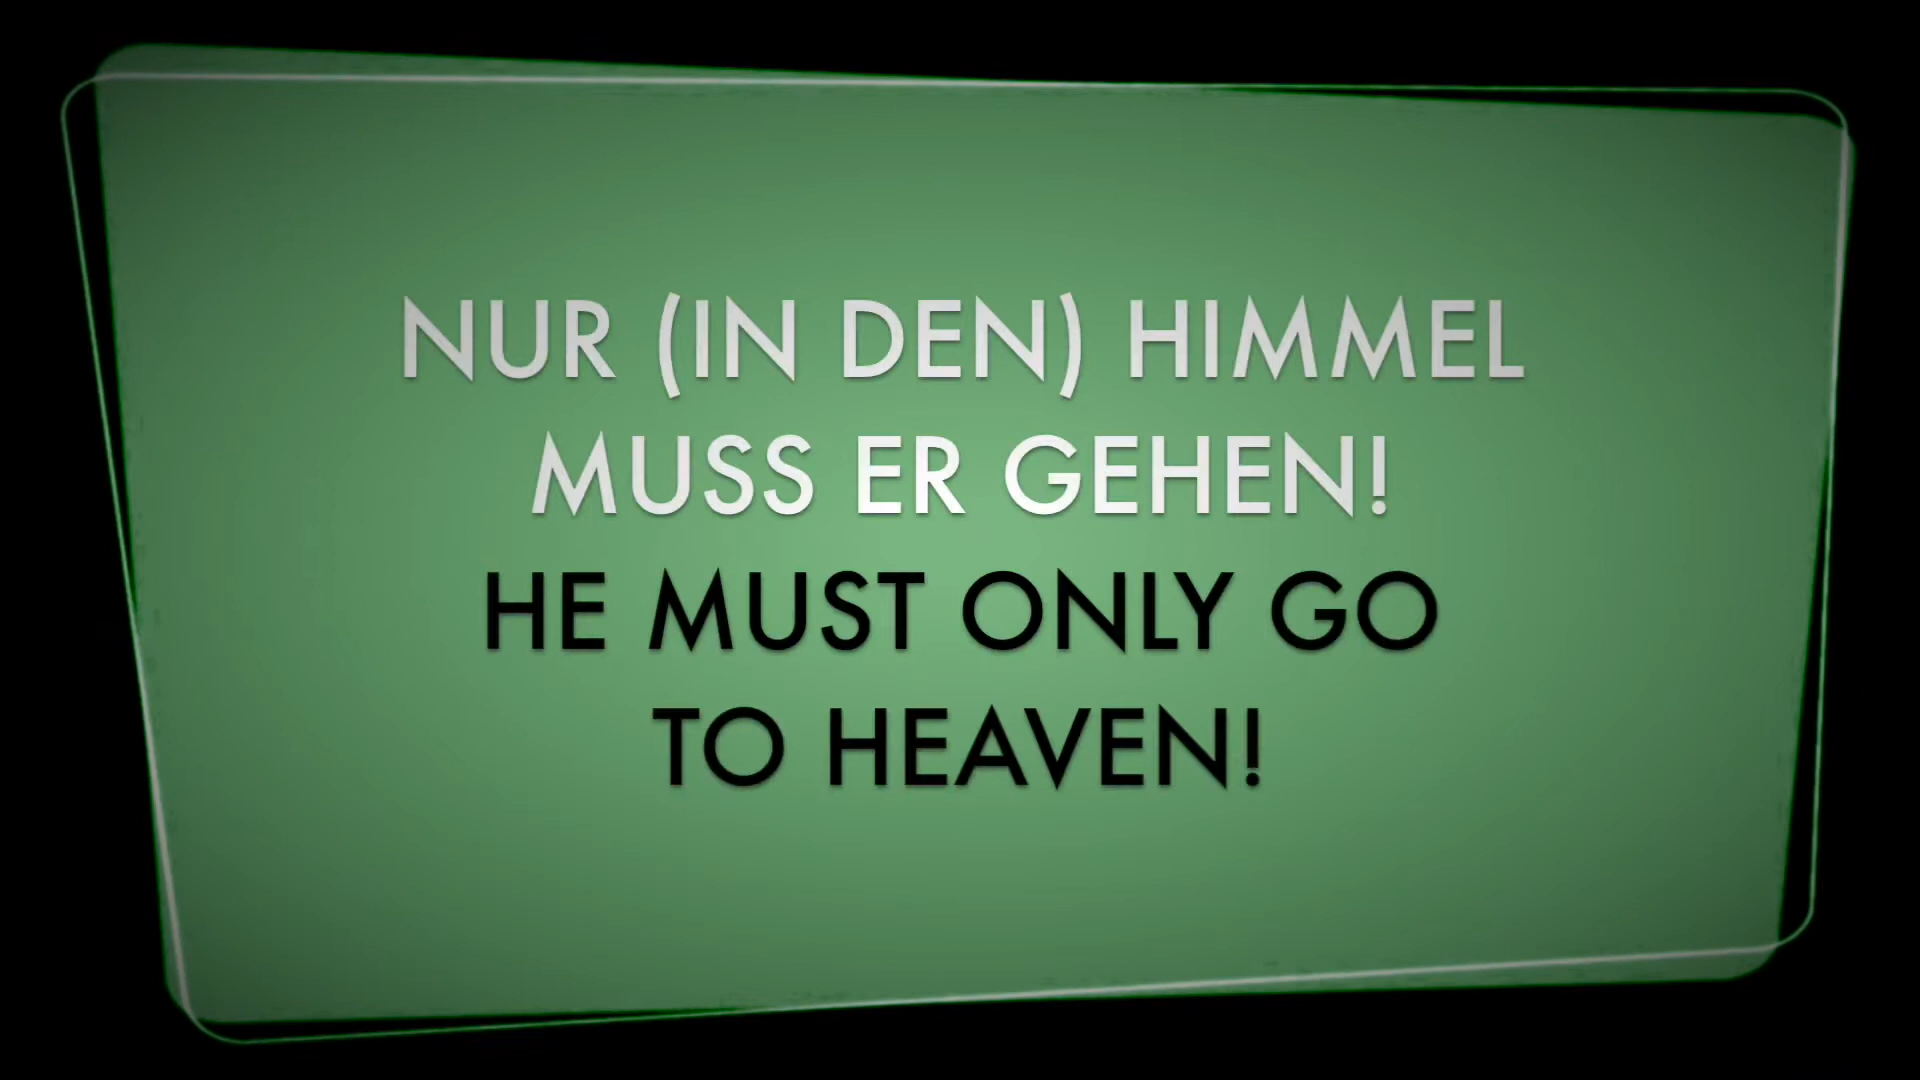 NUR (IN DEN) HIMMEL
MUSS ER GEHEN!
HE MUST ONLY GO
TO HEAVEN!